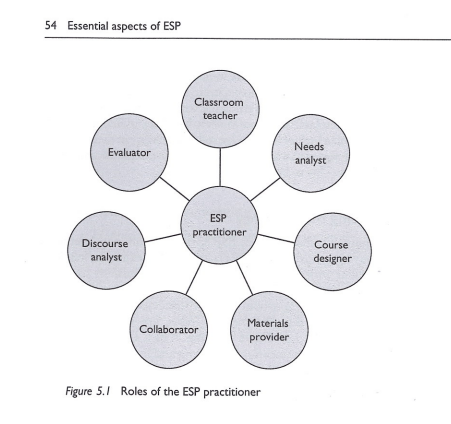 54 Essential aspects of ESP
Classroom
teacher
Needs
analyst
Course
designer
Materials
provider
Collaborator
Discourse
analyst
Evaluator
ESP
practitioner
Figure 5.1 Roles of the ESP practitioner